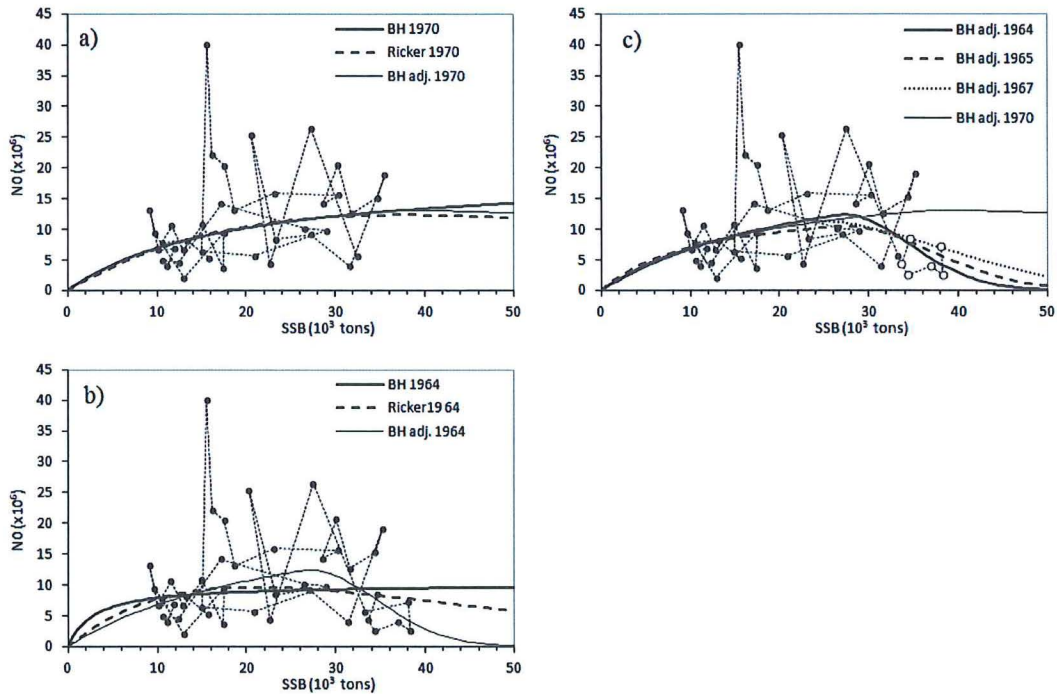 a)
BH 1970
Ricker 1970
BH adj. 1970
N0 (x10⁶)
45
40
35
30
25
20
15
10
5
0
0 10 20 30 40 50
SSB (10³ tons)
c)
BH adj. 1964
BH adj. 1965
BH adj. 1967
BH adj. 1970
N0 (x10⁶)
45
40
35
30
25
20
15
10
5
0
0 10 20 30 40 50
SSB (10³ tons)
b)
BH 1964
Ricker 1964
BH adj. 1964
N0 (x10⁶)
45
40
35
30
25
20
15
10
5
0
0 10 20 30 40 50
SSB (10³ tons)